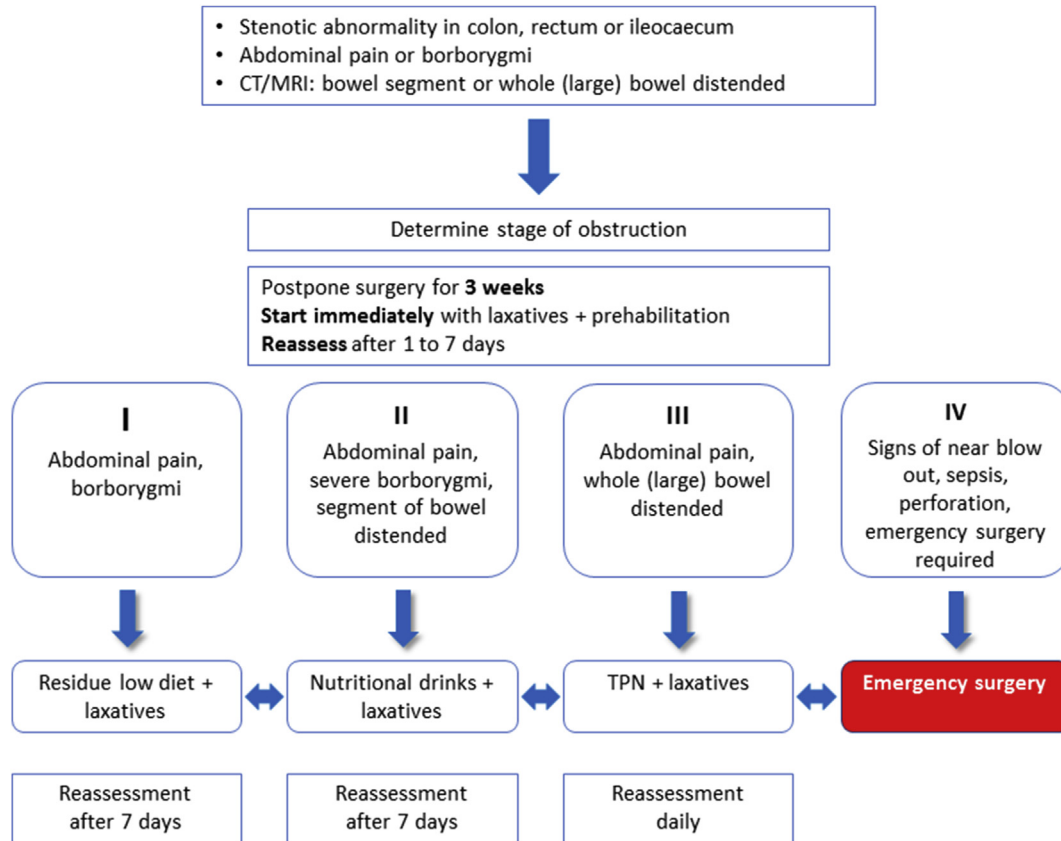 • Stenotic abnormality in colon, rectum or ileocaecum
• Abdominal pain or borborygmi
• CT/MRI: bowel segment or whole (large) bowel distended
Determine stage of obstruction
Postpone surgery for 3 weeks
Start immediately with laxatives + prehabilitation
Reassess after 1 to 7 days
I
Abdominal pain,
borborygmi
II
Abdominal pain,
severe borborygmi,
segment of bowel
distended
III
Abdominal pain,
whole (large) bowel
distended
IV
Signs of near blow
out, sepsis,
perforation,
emergency surgery
required
Residue low diet +
laxatives
Nutritional drinks +
laxatives
TPN + laxatives
Emergency surgery
Reassessment
after 7 days
Reassessment
after 7 days
Reassessment
daily